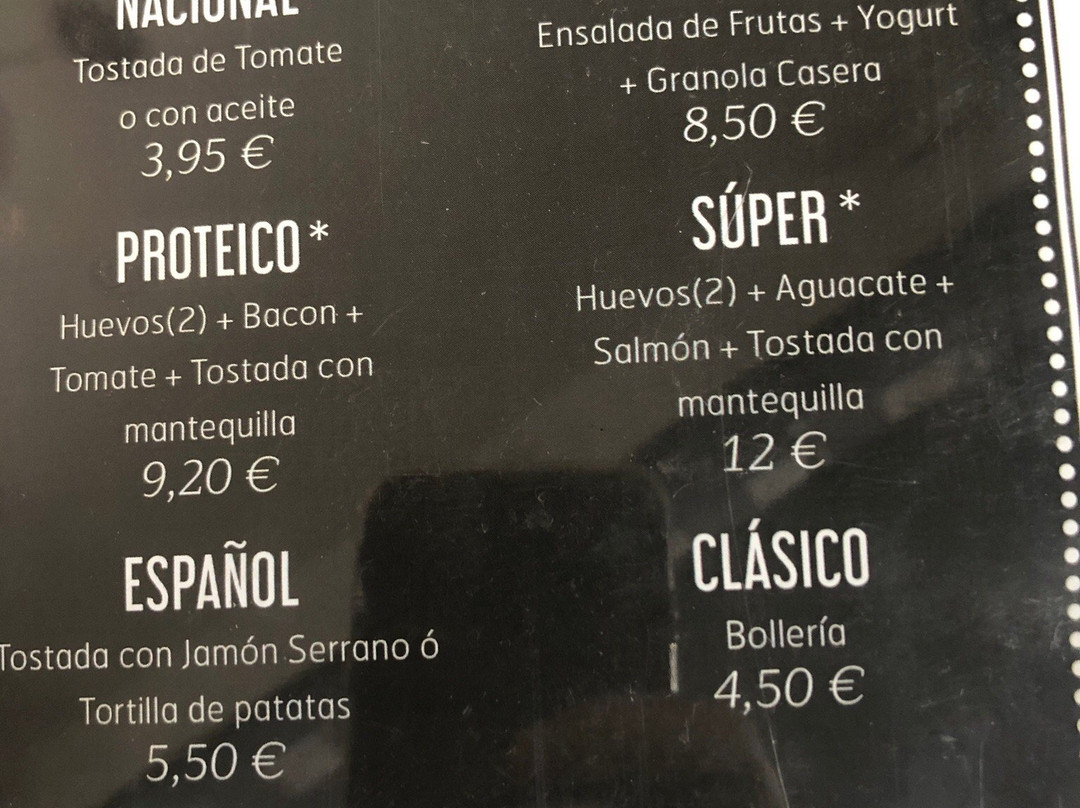 NACIONAL
Tostada de Tomate
o con aceite
3,95 €
PROTEICO *
Huevos(2) + Bacon +
Tomate + Tostada con
mantequilla
9,20 €
ESPAÑOL
Tostada con Jamón Serrano ó
Tortilla de patatas
5,50 €
Ensalada de Frutas + Yogurt
+ Granola Casera
8,50 €
SÚPER *
Huevos(2) + Aguacate +
Salmón + Tostada con
mantequilla
12 €
CLÁSICO
Bollería
4,50 €